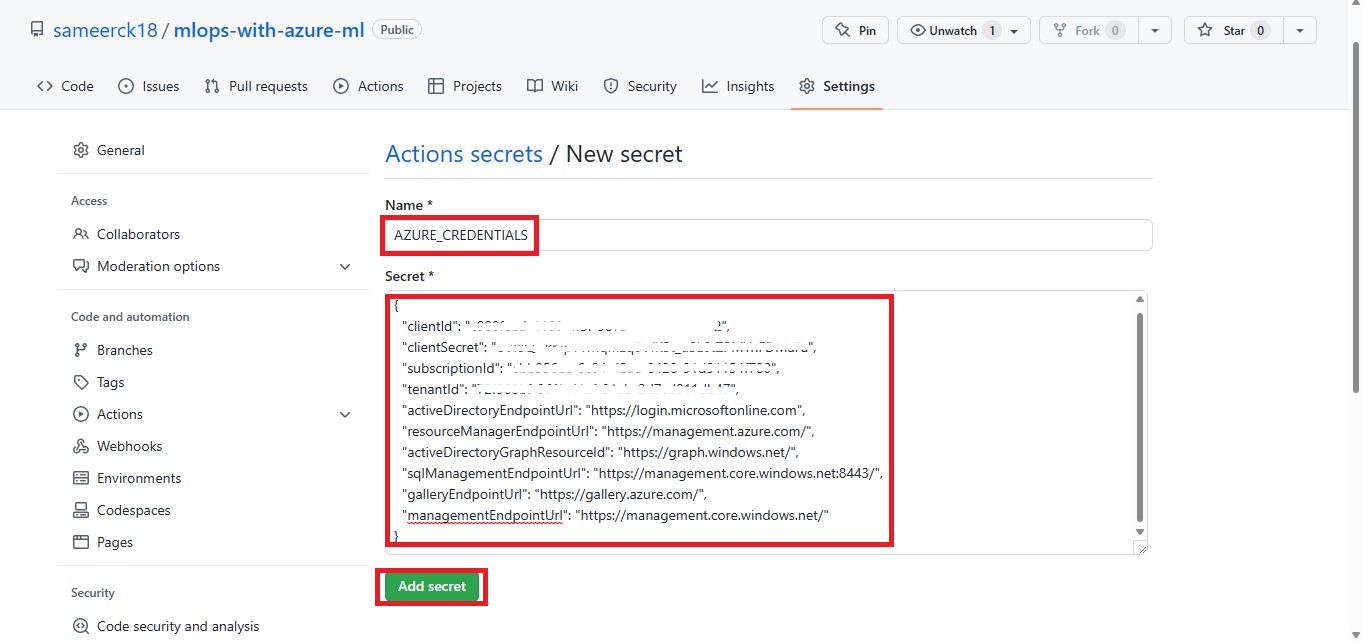 sameerck18 / mlops-with-azure-ml Public
Pin
Unwatch 1
Fork 0
Star 0
Code
Issues
Pull requests
Actions
Projects
Wiki
Security
Insights
Settings
General
Access
Collaborators
Moderation options
Code and automation
Branches
Tags
Actions
Webhooks
Environments
Codespaces
Pages
Security
Code security and analysis
Actions secrets / New secret
Name *
AZURE_CREDENTIALS
Secret *
{
"clientId": "
"clientSecret": "
"subscriptionId": "
"tenantId": "
"activeDirectoryEndpointUrl": "https://login.microsoftonline.com",
"resourceManagerEndpointUrl": "https://management.azure.com/",
"activeDirectoryGraphResourceId": "https://graph.windows.net/",
"sqlManagementEndpointUrl": "https://management.core.windows.net:8443/",
"galleryEndpointUrl": "https://gallery.azure.com/",
"managementEndpointUrl": "https://management.core.windows.net/"
}
Add secret